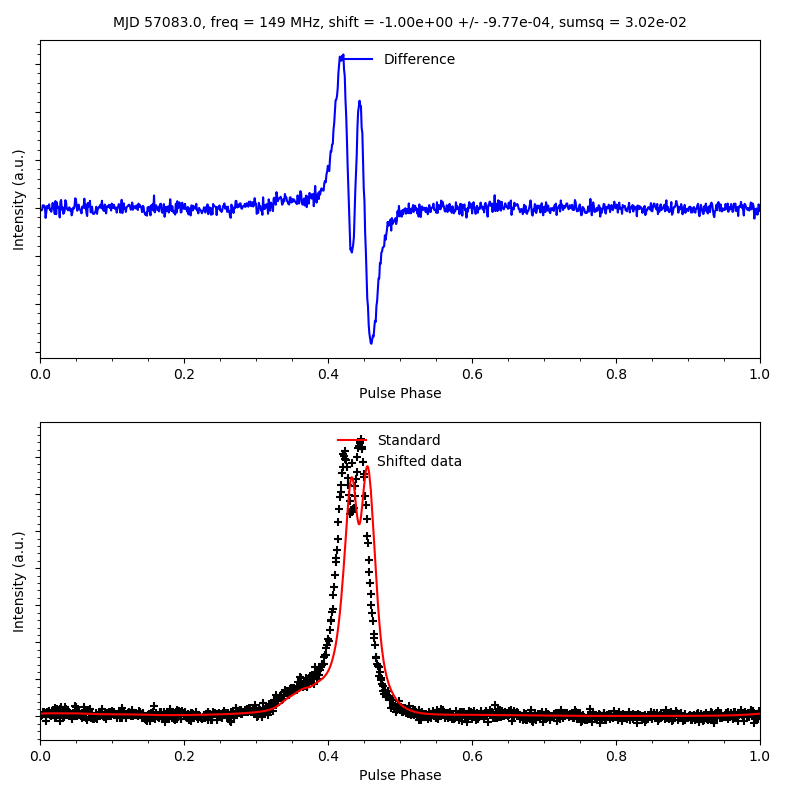 MJD 57083.0, freq = 149 MHz, shift = -1.00e+00 +/- -9.77e-04, sumsq = 3.02e-02
Difference
Intensity (a.u.)
0.0 0.2 0.4 0.6 0.8 1.0
Pulse Phase
Standard
Shifted data
Intensity (a.u.)
0.0 0.2 0.4 0.6 0.8 1.0
Pulse Phase